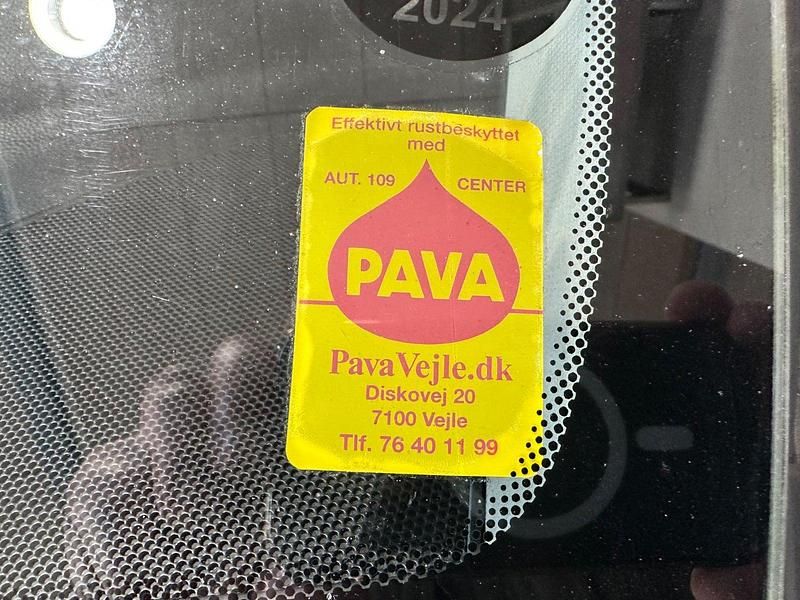 2024
Effektivt rustbeskyttet
med
AUT. 109 CENTER
PAVA
PavaVejle.dk
Diskovej 20
7100 Vejle
Tlf. 76 40 11 99